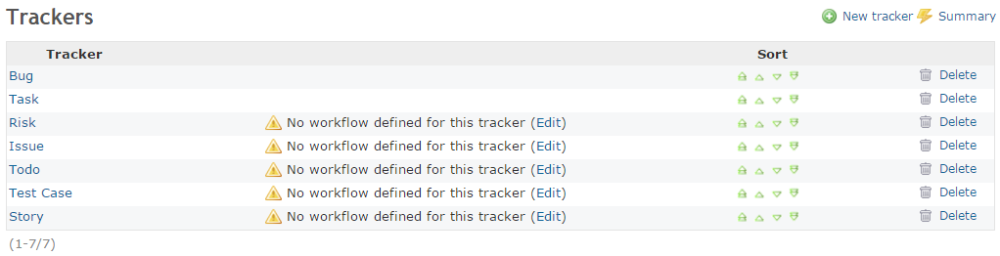 Trackers New tracker Summary
Tracker Sort
Bug Delete
Task Delete
Risk No workflow defined for this tracker (Edit) Delete
Issue No workflow defined for this tracker (Edit) Delete
Todo No workflow defined for this tracker (Edit) Delete
Test Case No workflow defined for this tracker (Edit) Delete
Story No workflow defined for this tracker (Edit) Delete
(1-7/7)